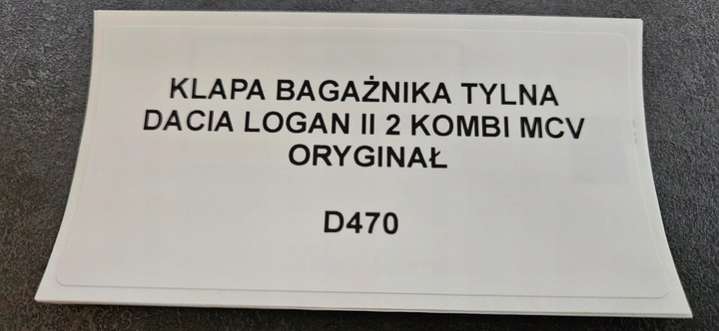 KLAPA BAGAŻNIKA TYLNA
DACIA LOGAN II 2 KOMBI MCV
ORYGINAŁ
D470